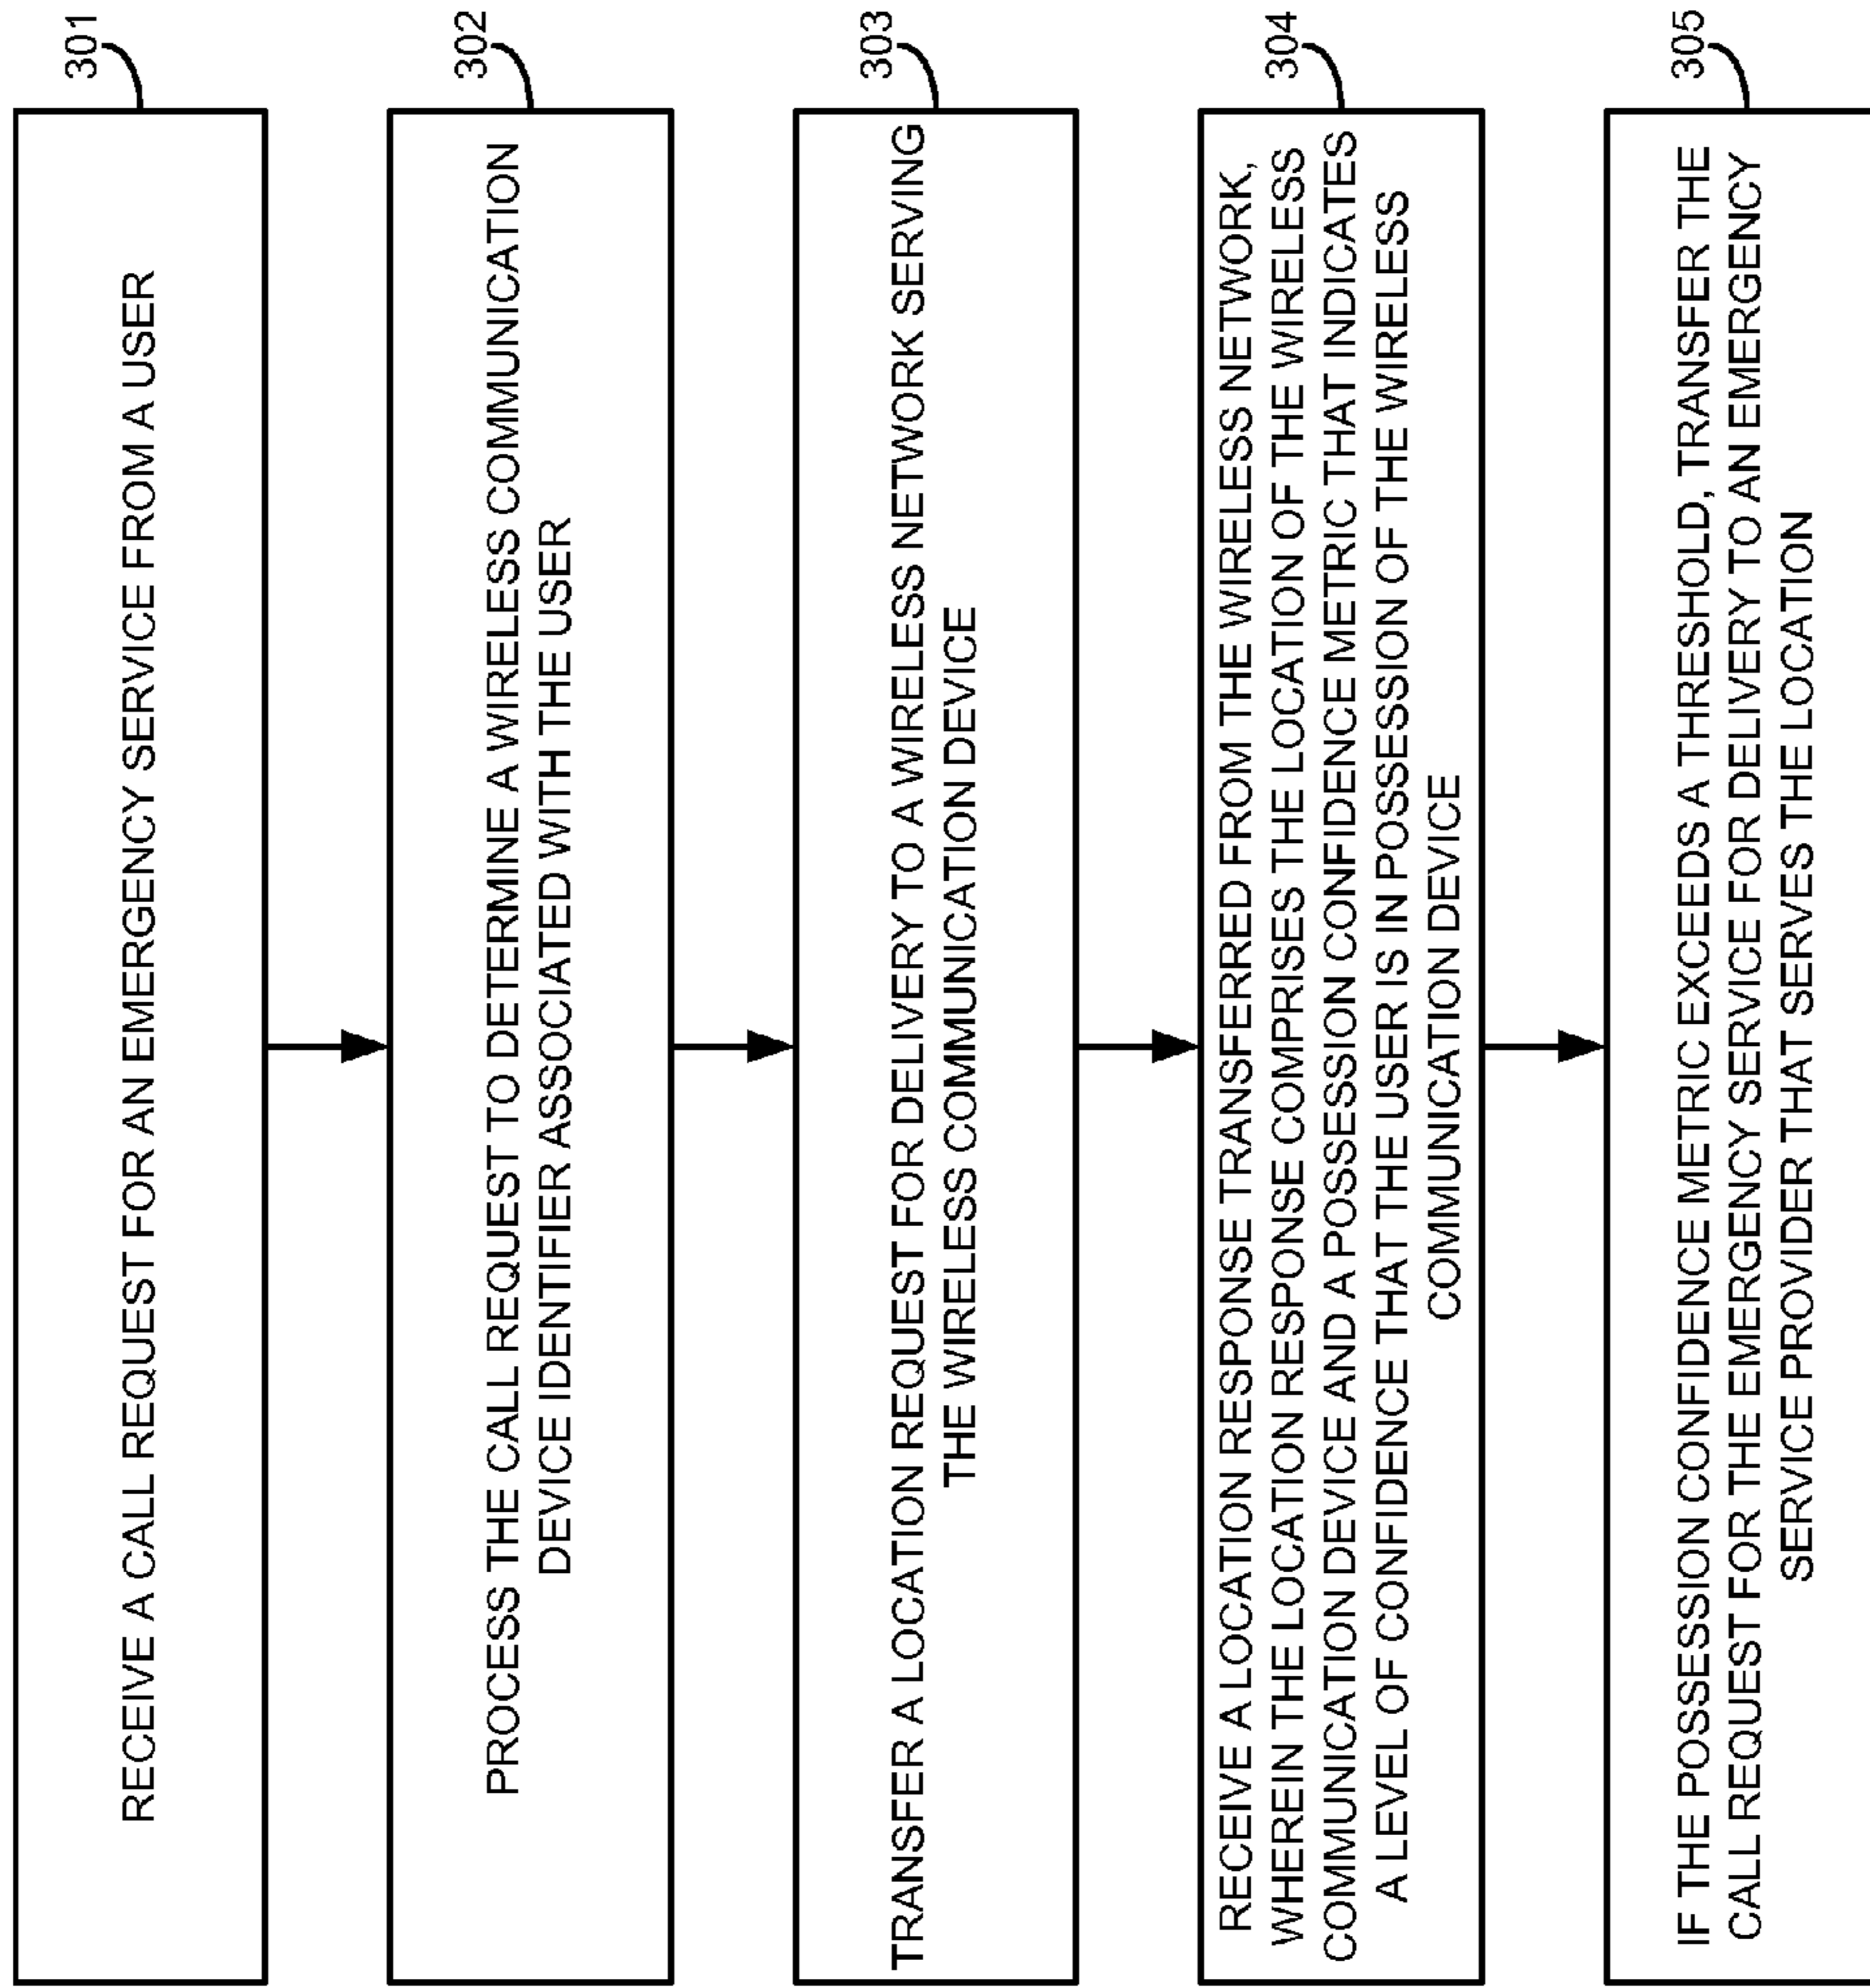 301
RECEIVE A CALL REQUEST FOR AN EMERGENCY SERVICE FROM A USER
302
PROCESS THE CALL REQUEST TO DETERMINE A WIRELESS COMMUNICATION
DEVICE IDENTIFIER ASSOCIATED WITH THE USER
303
TRANSFER A LOCATION REQUEST FOR DELIVERY TO A WIRELESS NETWORK SERVING
THE WIRELESS COMMUNICATION DEVICE
304
RECEIVE A LOCATION RESPONSE TRANSFERRED FROM THE WIRELESS NETWORK,
WHEREIN THE LOCATION RESPONSE COMPRISES THE LOCATION OF THE WIRELESS
COMMUNICATION DEVICE AND A POSSESSION CONFIDENCE METRIC THAT INDICATES
A LEVEL OF CONFIDENCE THAT THE USER IS IN POSSESSION OF THE WIRELESS
COMMUNICATION DEVICE
305
IF THE POSSESSION CONFIDENCE METRIC EXCEEDS A THRESHOLD, TRANSFER THE
CALL REQUEST FOR THE EMERGENCY SERVICE FOR DELIVERY TO AN EMERGENCY
SERVICE PROVIDER THAT SERVES THE LOCATION